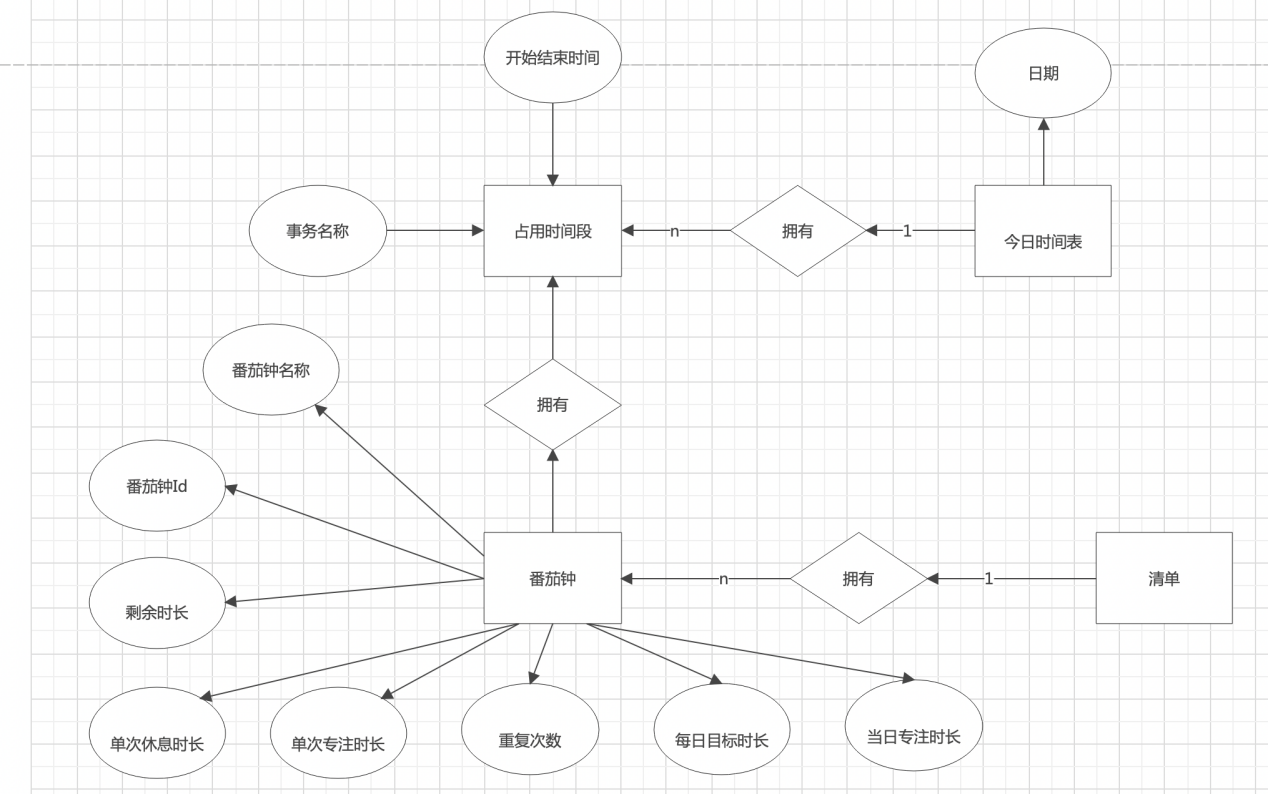 开始结束时间
日期
事务名称
占用时间段
n
拥有
1
今日时间表
番茄钟名称
拥有
番茄钟Id
番茄钟
n
拥有
1
清单
剩余时长
单次休息时长
单次专注时长
重复次数
每日目标时长
当日专注时长